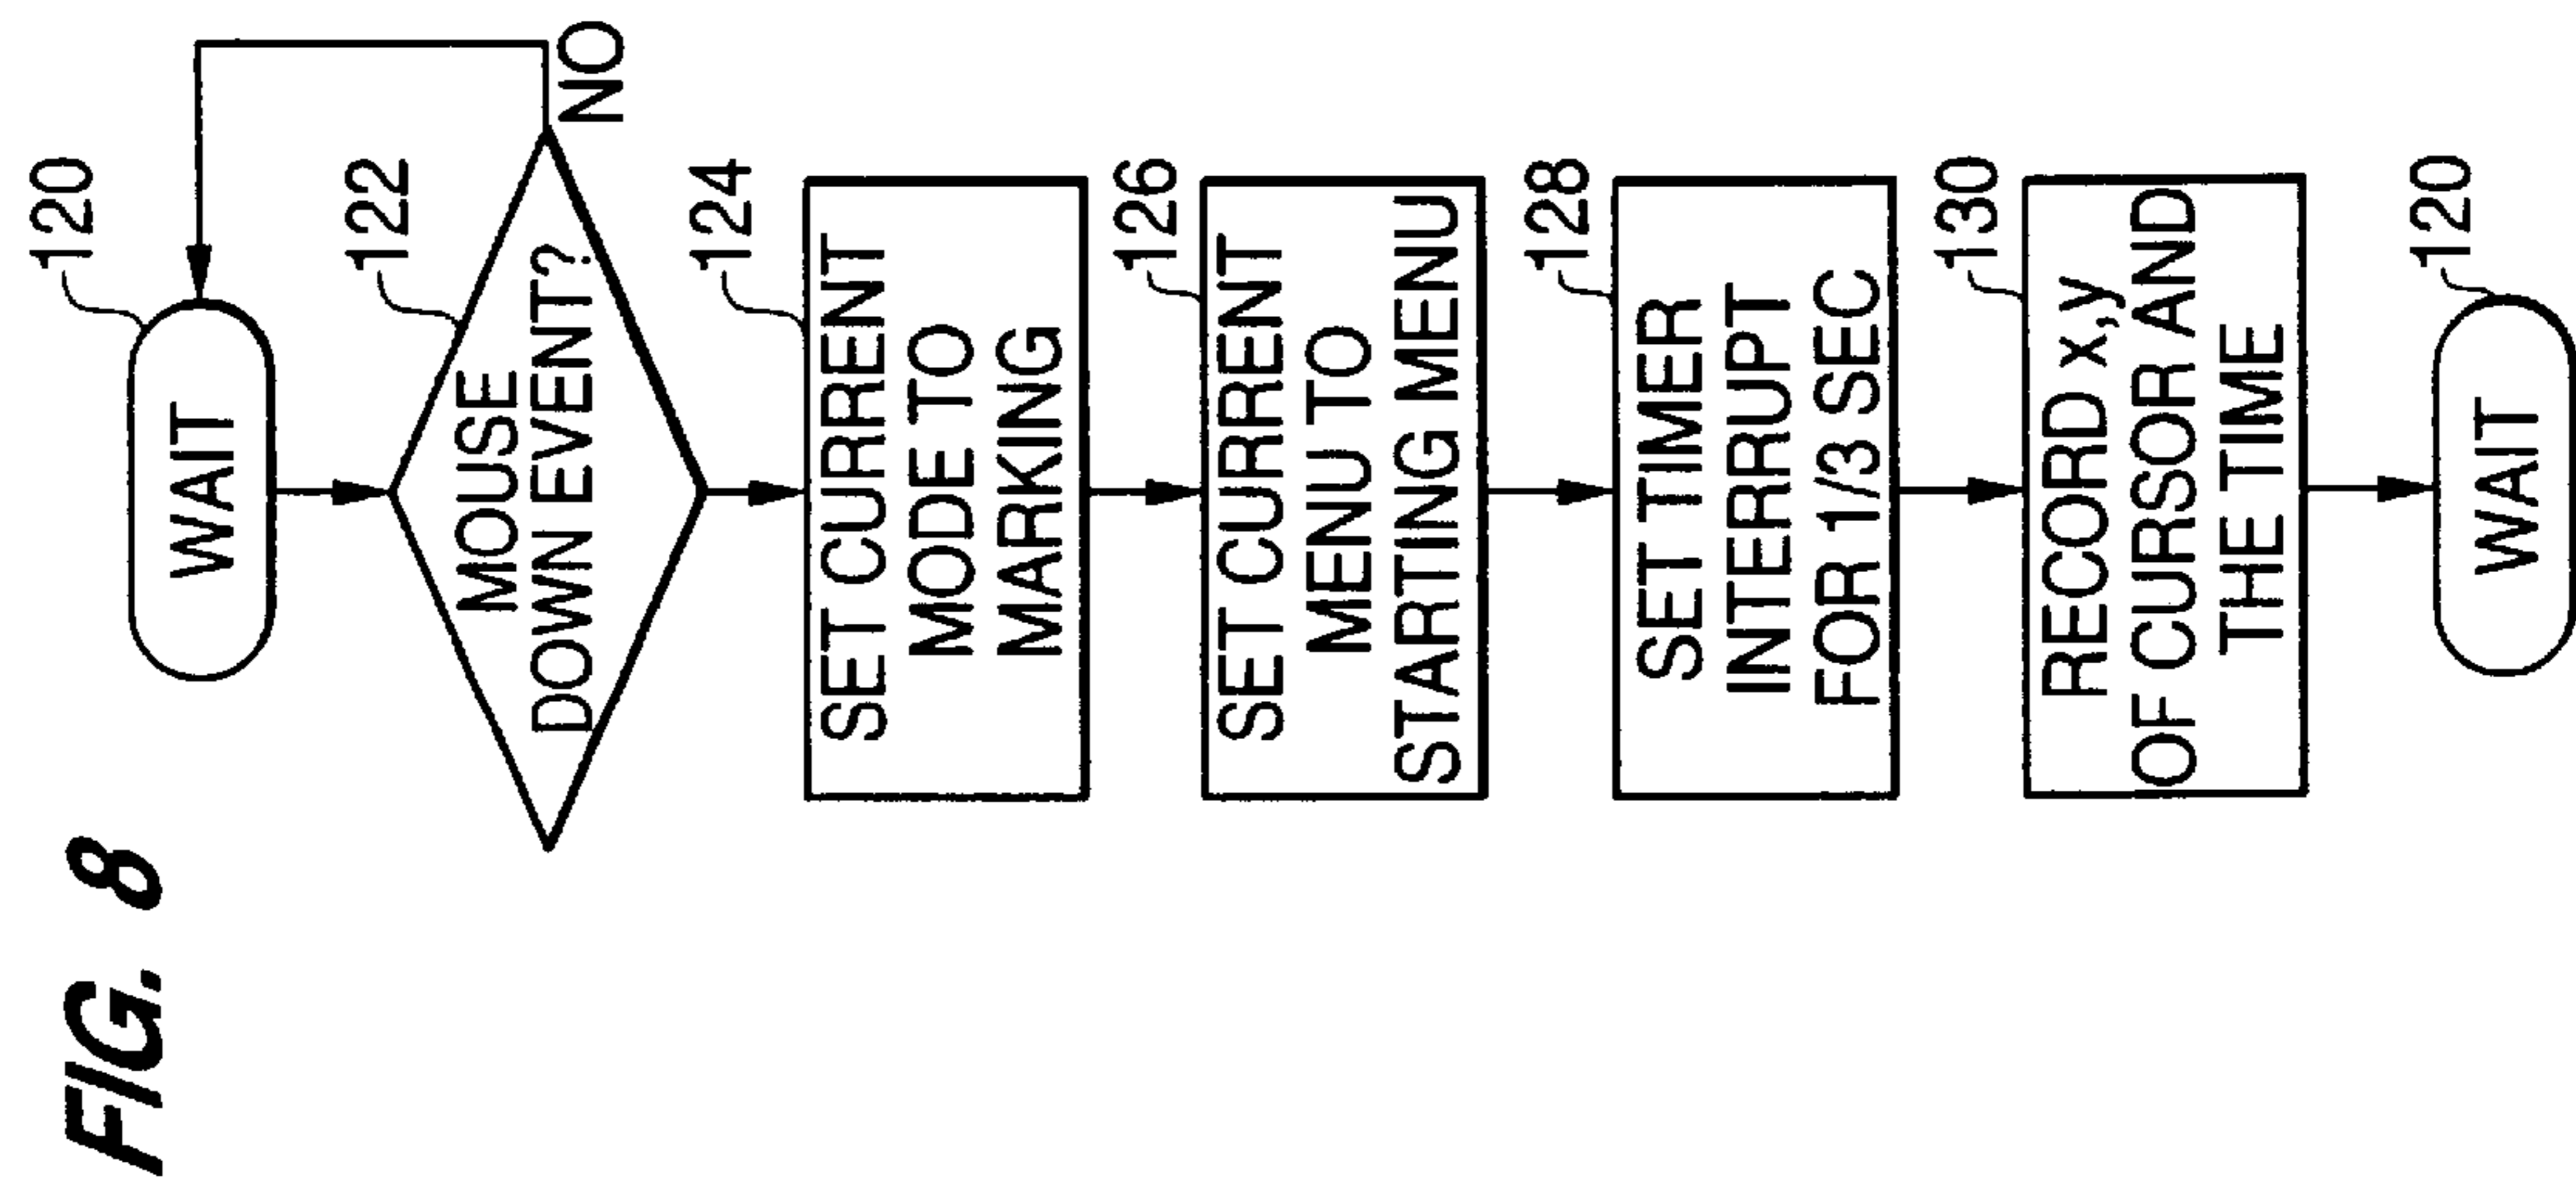 FIG. 8
120
WAIT
122
NO
MOUSE
DOWN EVENT?
124
SET CURRENT
MODE TO
MARKING
126
SET CURRENT
MENU TO
STARTING MENU
128
SET TIMER
INTERRUPT
FOR 1/3 SEC
130
RECORD x,y
OF CURSOR AND
THE TIME
120
WAIT